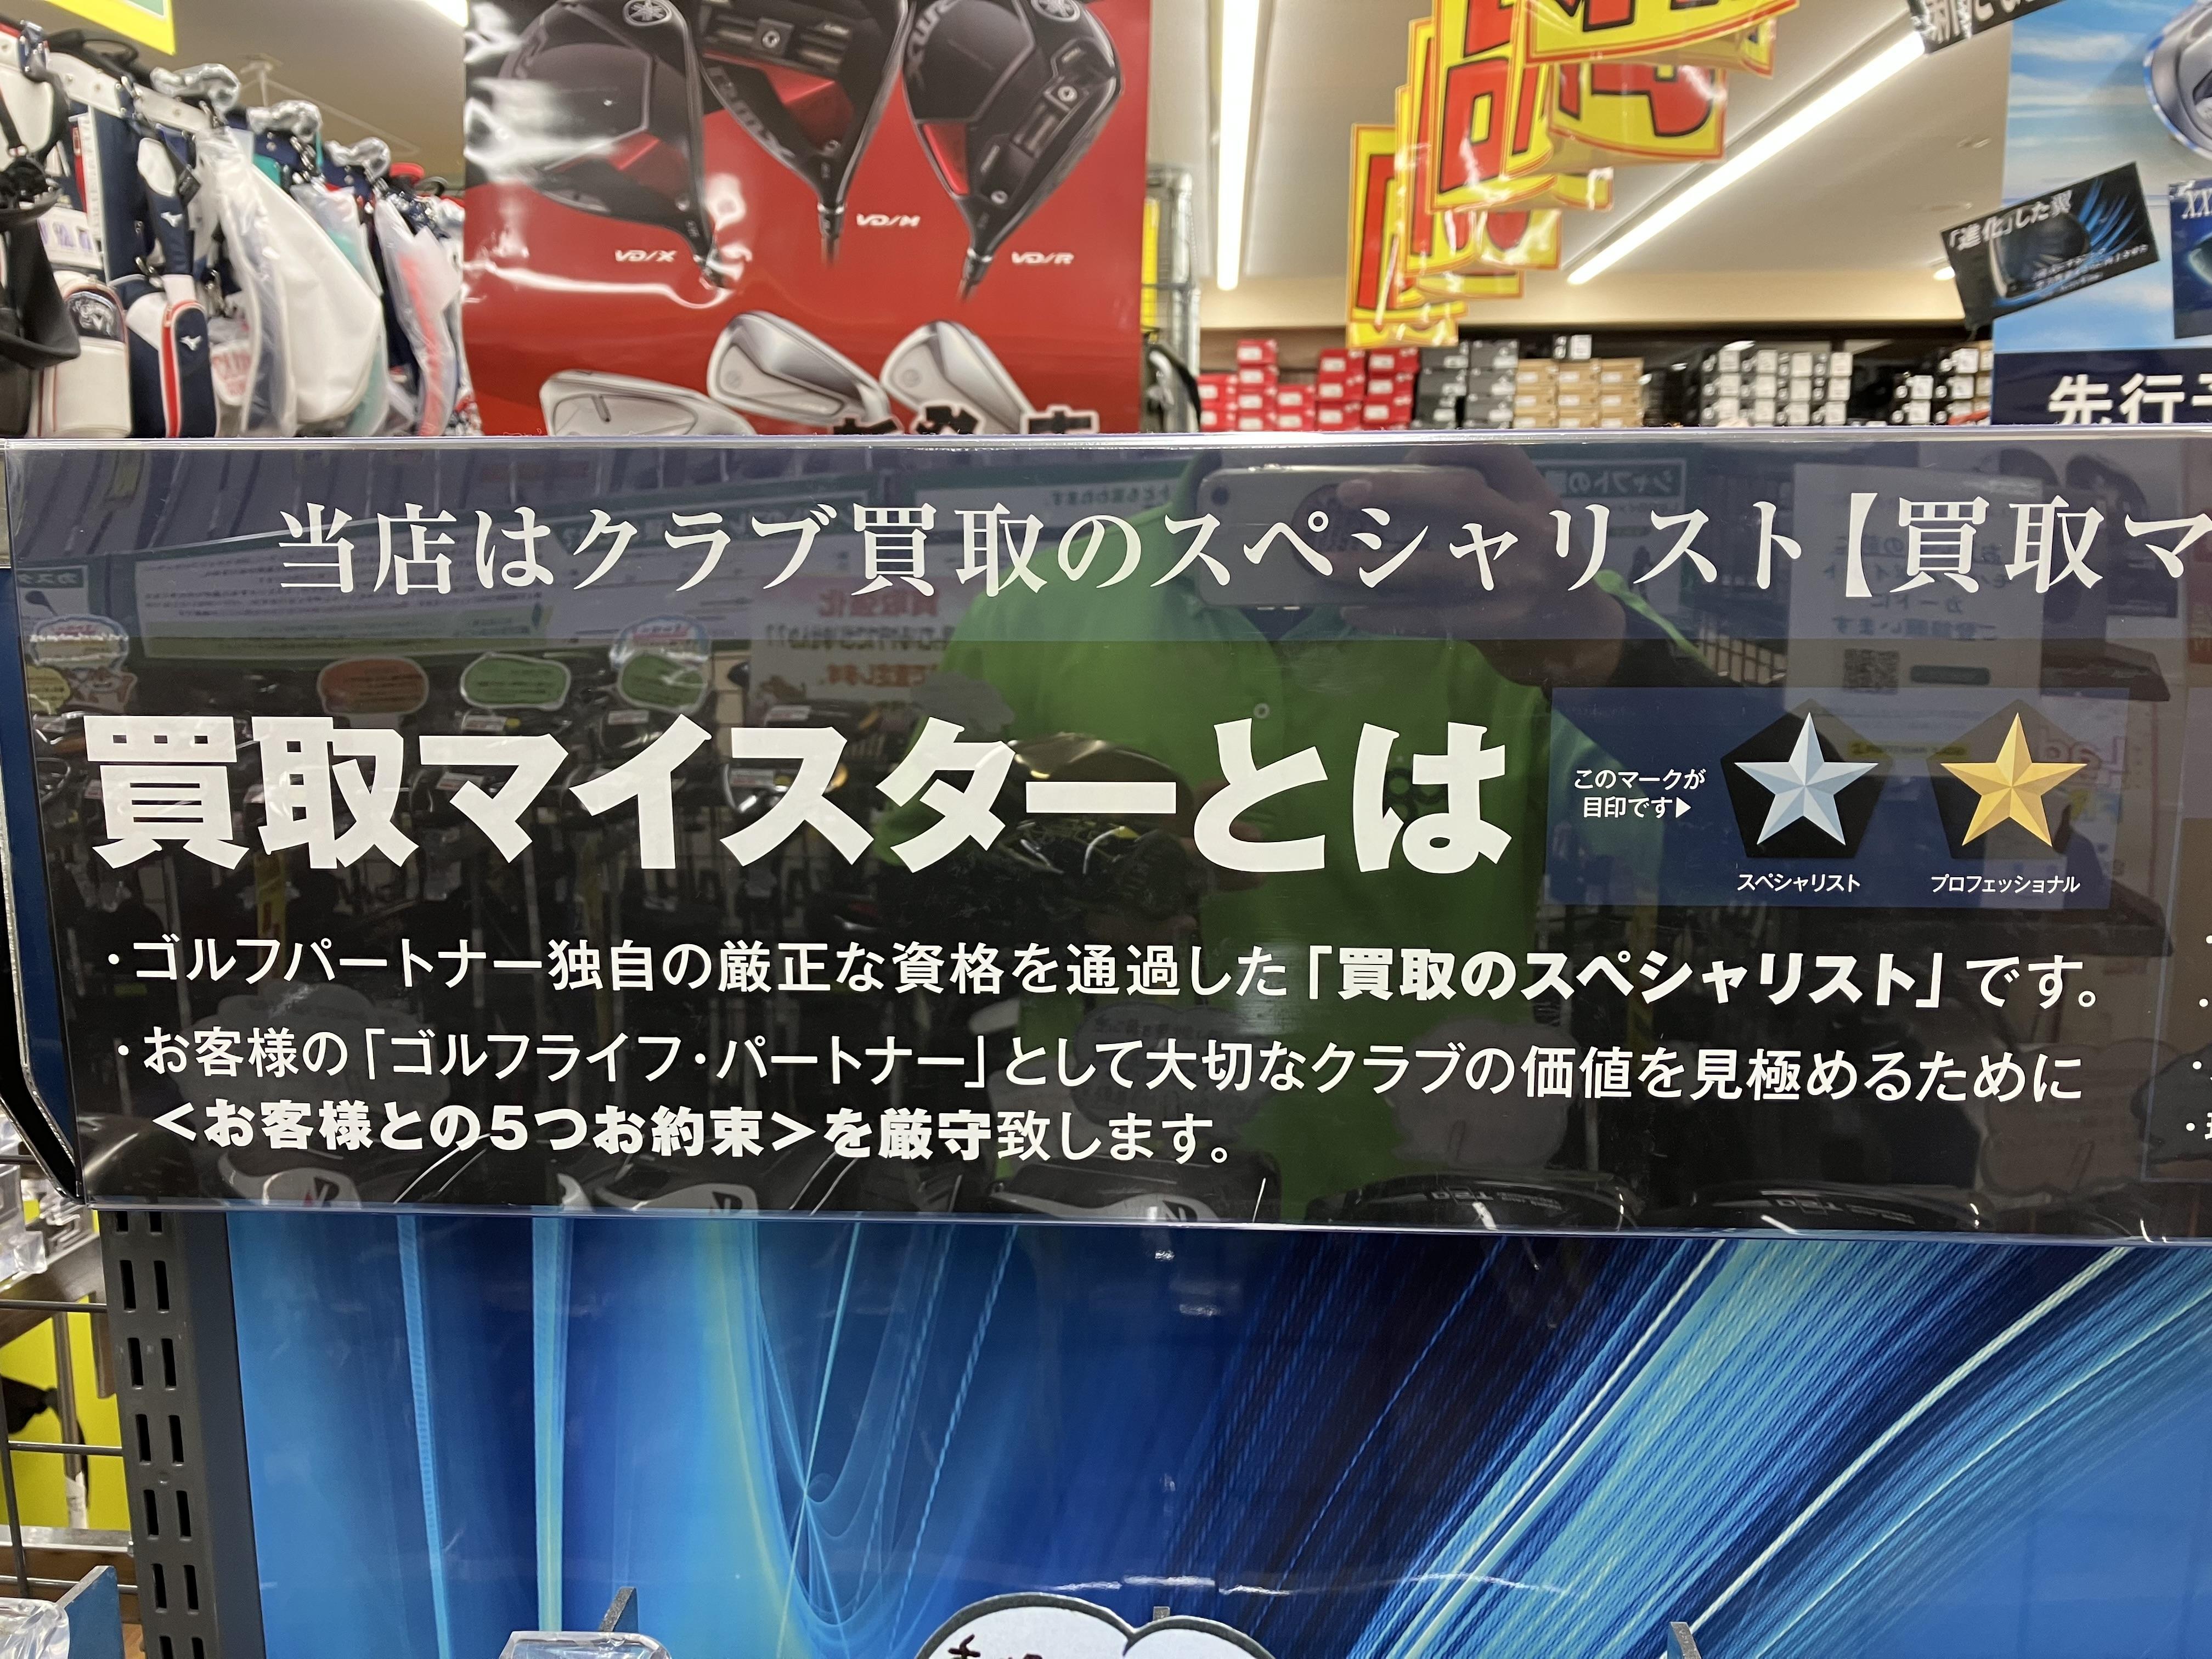 VD/X
VD/M
VD/R
「進化」した翼
先行
当店はクラブ買取のスペシャリスト【買取マ
買取マイスターとは
このマークが
目印です▶
スペシャリスト
プロフェッショナル
・ゴルフパートナー独自の厳正な資格を通過した「買取のスペシャリスト」です。
・お客様の「ゴルフライフ・パートナー」として大切なクラブの価値を見極めるために
＜お客様との5つお約束＞を厳守致します。